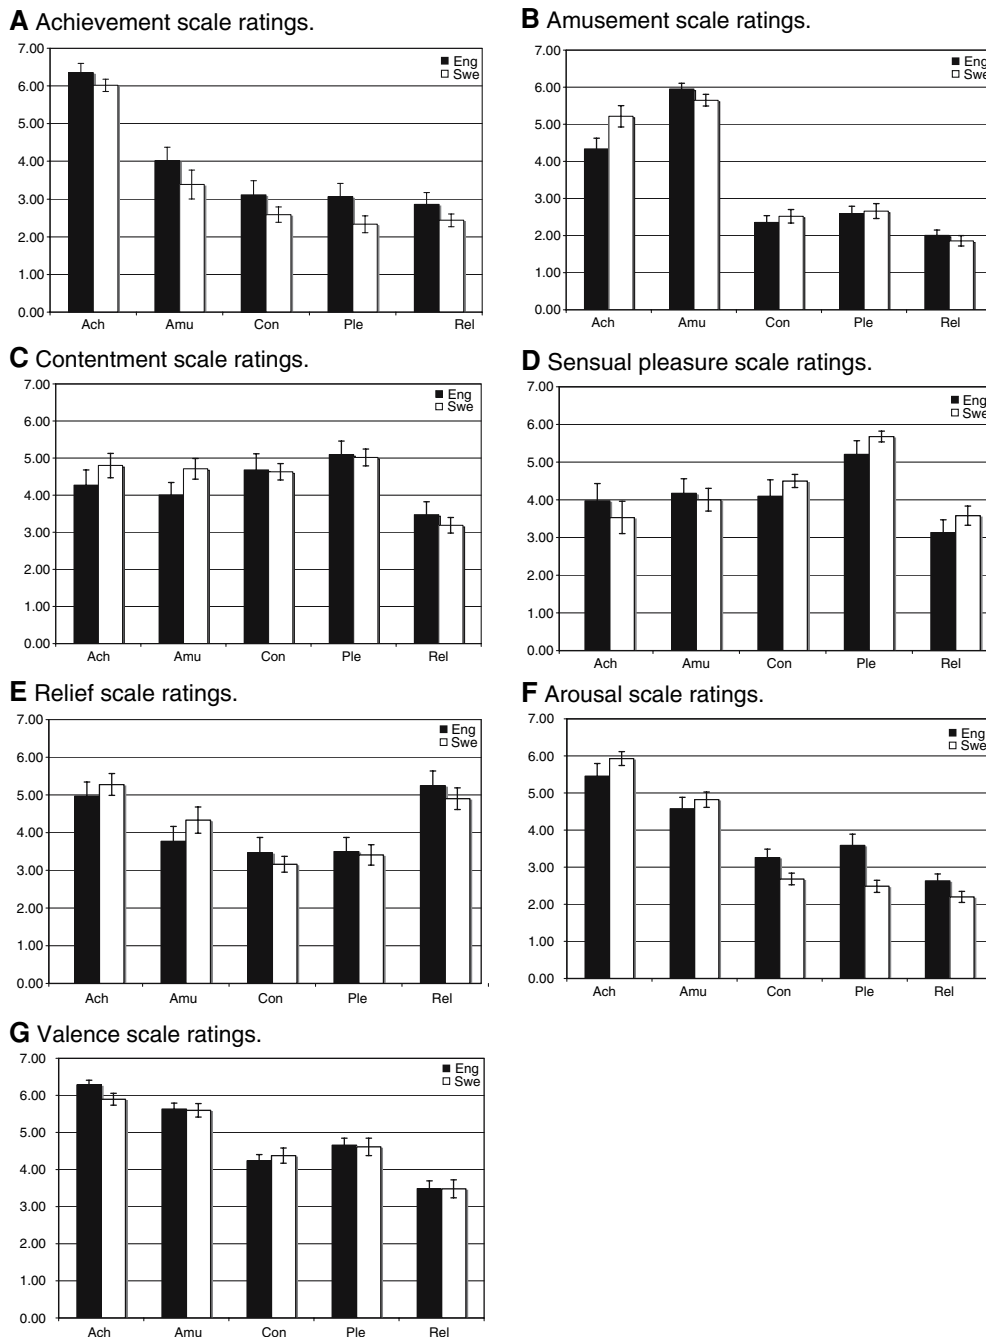 A Achievement scale ratings.
7.00
6.00
5.00
4.00
3.00
2.00
1.00
0.00
Eng
Swe
Ach Amu Con Ple Rel
B Amusement scale ratings.
7.00
6.00
5.00
4.00
3.00
2.00
1.00
0.00
Eng
Swe
Ach Amu Con Ple Rel
C Contentment scale ratings.
7.00
6.00
5.00
4.00
3.00
2.00
1.00
0.00
Eng
Swe
Ach Amu Con Ple Rel
D Sensual pleasure scale ratings.
7.00
6.00
5.00
4.00
3.00
2.00
1.00
0.00
Eng
Swe
Ach Amu Con Ple Rel
E Relief scale ratings.
7.00
6.00
5.00
4.00
3.00
2.00
1.00
0.00
Eng
Swe
Ach Amu Con Ple Rel
F Arousal scale ratings.
7.00
6.00
5.00
4.00
3.00
2.00
1.00
0.00
Eng
Swe
Ach Amu Con Ple Rel
G Valence scale ratings.
7.00
6.00
5.00
4.00
3.00
2.00
1.00
0.00
Eng
Swe
Ach Amu Con Ple Rel